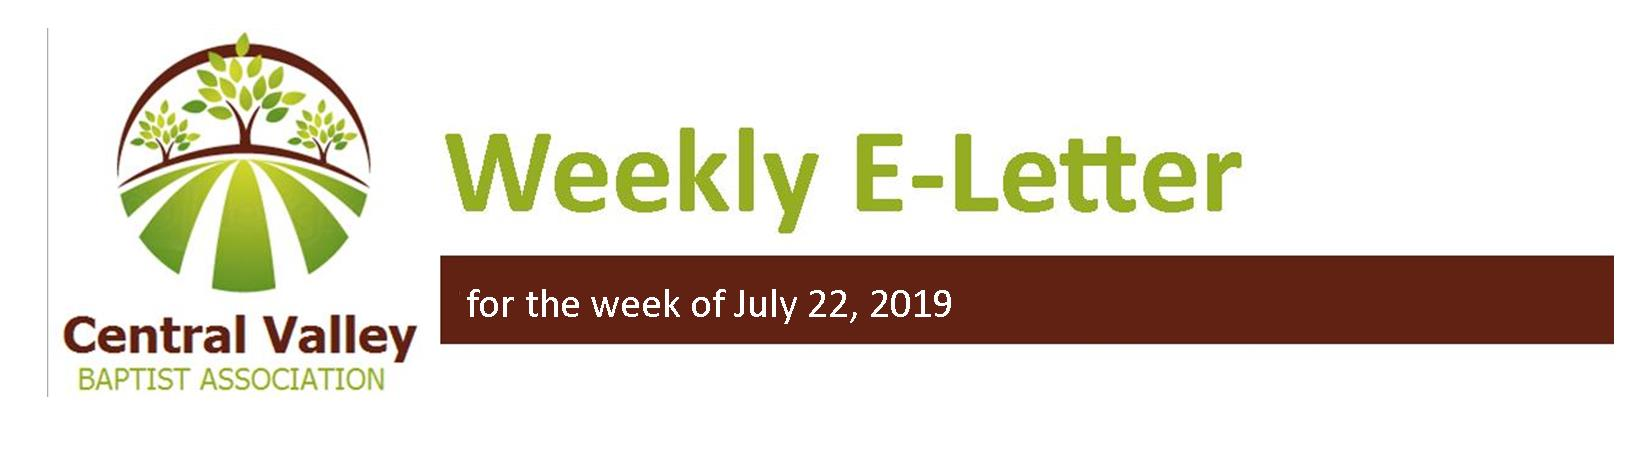 Weekly E-Letter
for the week of July 22, 2019
Central Valley
BAPTIST ASSOCIATION